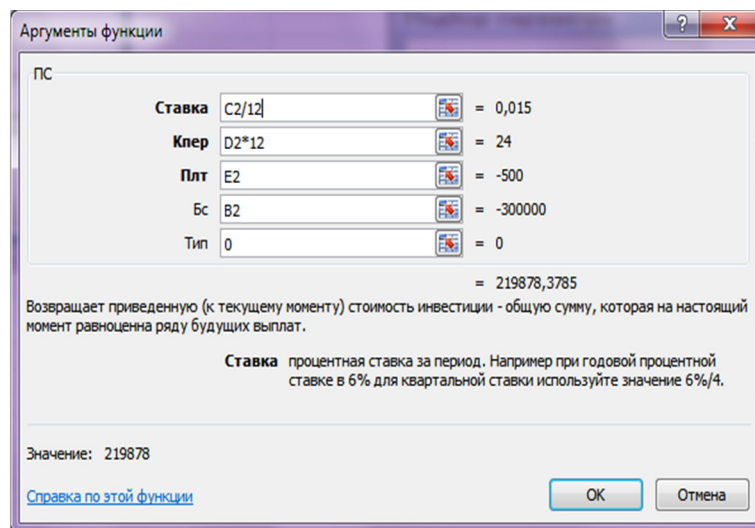 Аргументы функции
ПС
Ставка C2/12 = 0,015
Кпер D2*12 = 24
Плт E2 = -500
Бс B2 = -300000
Тип 0 = 0
= 219878,3785
Возвращает приведенную (к текущему моменту) стоимость инвестиции - общую сумму, которая на настоящий
момент равноценна ряду будущих выплат.
Ставка процентная ставка за период. Например при годовой процентной
ставке в 6% для квартальной ставки используйте значение 6%/4.
Значение: 219878
Справка по этой функции
ОК
Отмена